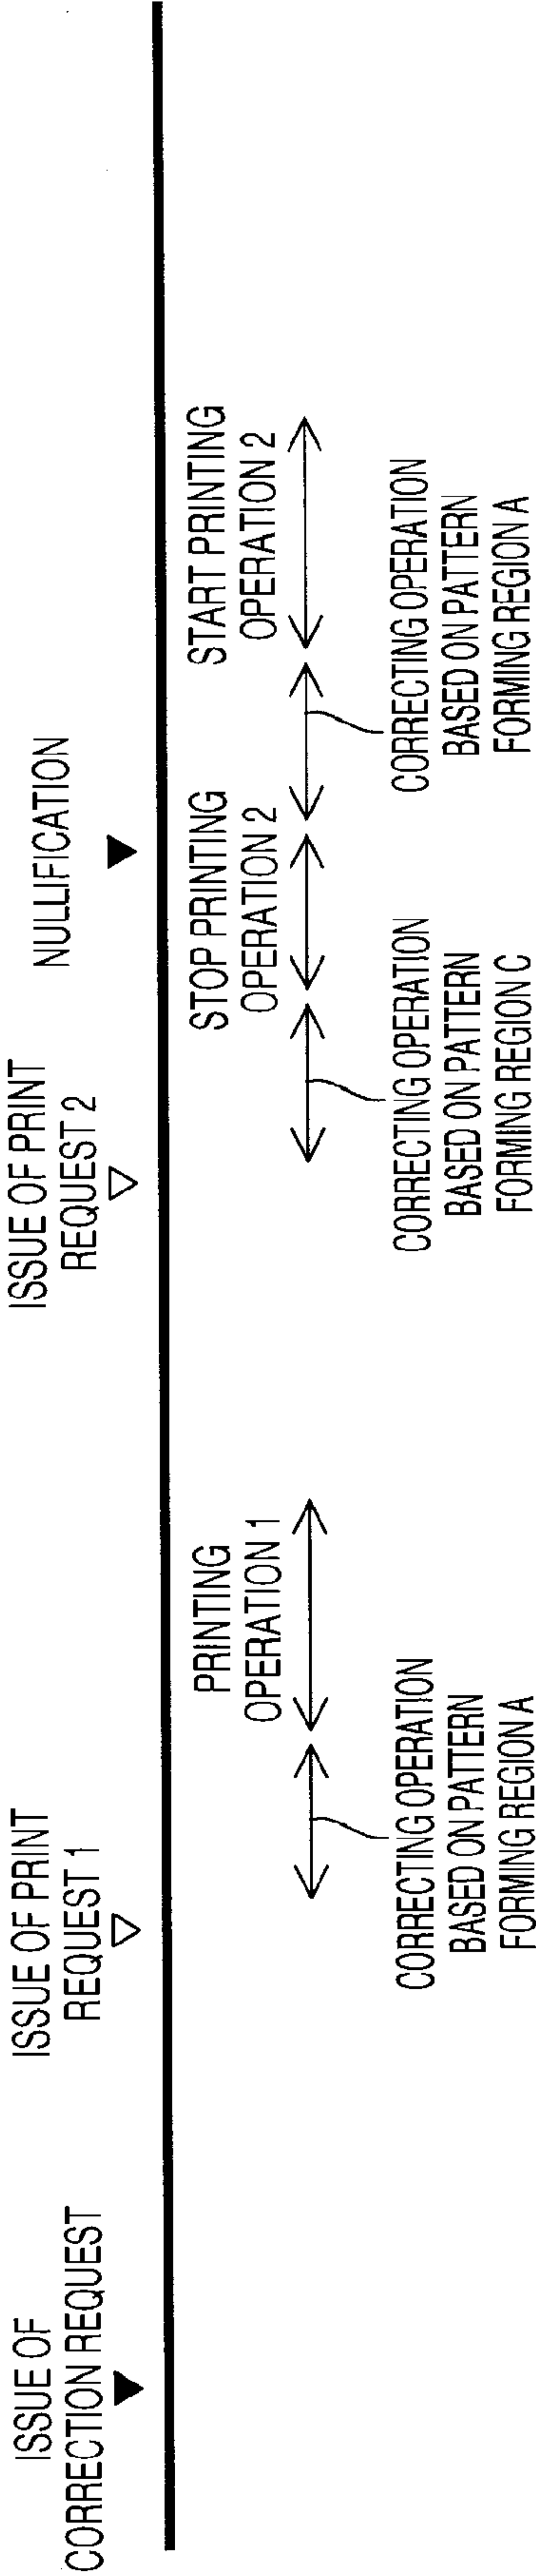 ISSUE OF
CORRECTION REQUEST
ISSUE OF PRINT
REQUEST 1
ISSUE OF PRINT
REQUEST 2
NULLIFICATION
PRINTING
OPERATION 1
STOP PRINTING
OPERATION 2
START PRINTING
OPERATION 2
CORRECTING OPERATION
BASED ON PATTERN
FORMING REGION A
CORRECTING OPERATION
BASED ON PATTERN
FORMING REGION C
CORRECTING OPERATION
BASED ON PATTERN
FORMING REGION A